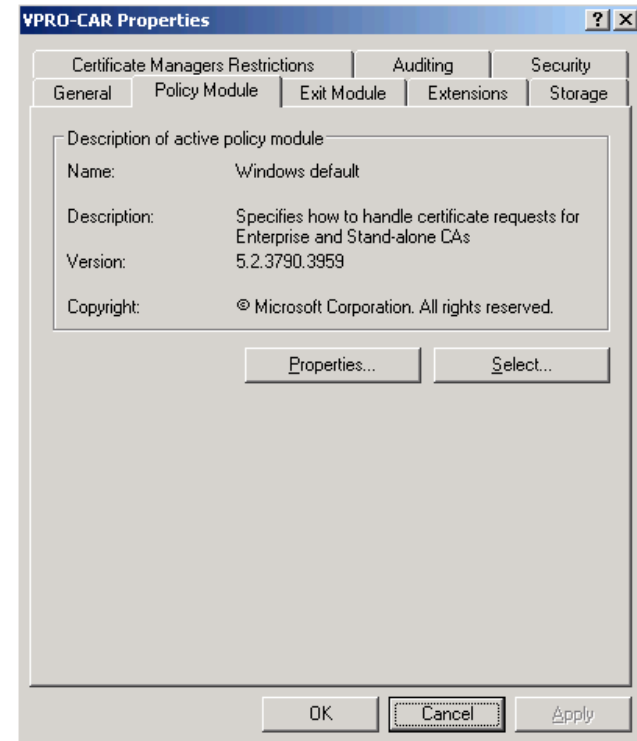 VPRO-CAR Properties
Certificate Managers Restrictions Auditing Security
General Policy Module Exit Module Extensions Storage
Description of active policy module
Name: Windows default
Description: Specifies how to handle certificate requests for
Enterprise and Stand-alone CAs
Version: 5.2.3790.3959
Copyright: © Microsoft Corporation. All rights reserved.
Properties... Select...
OK Cancel Apply